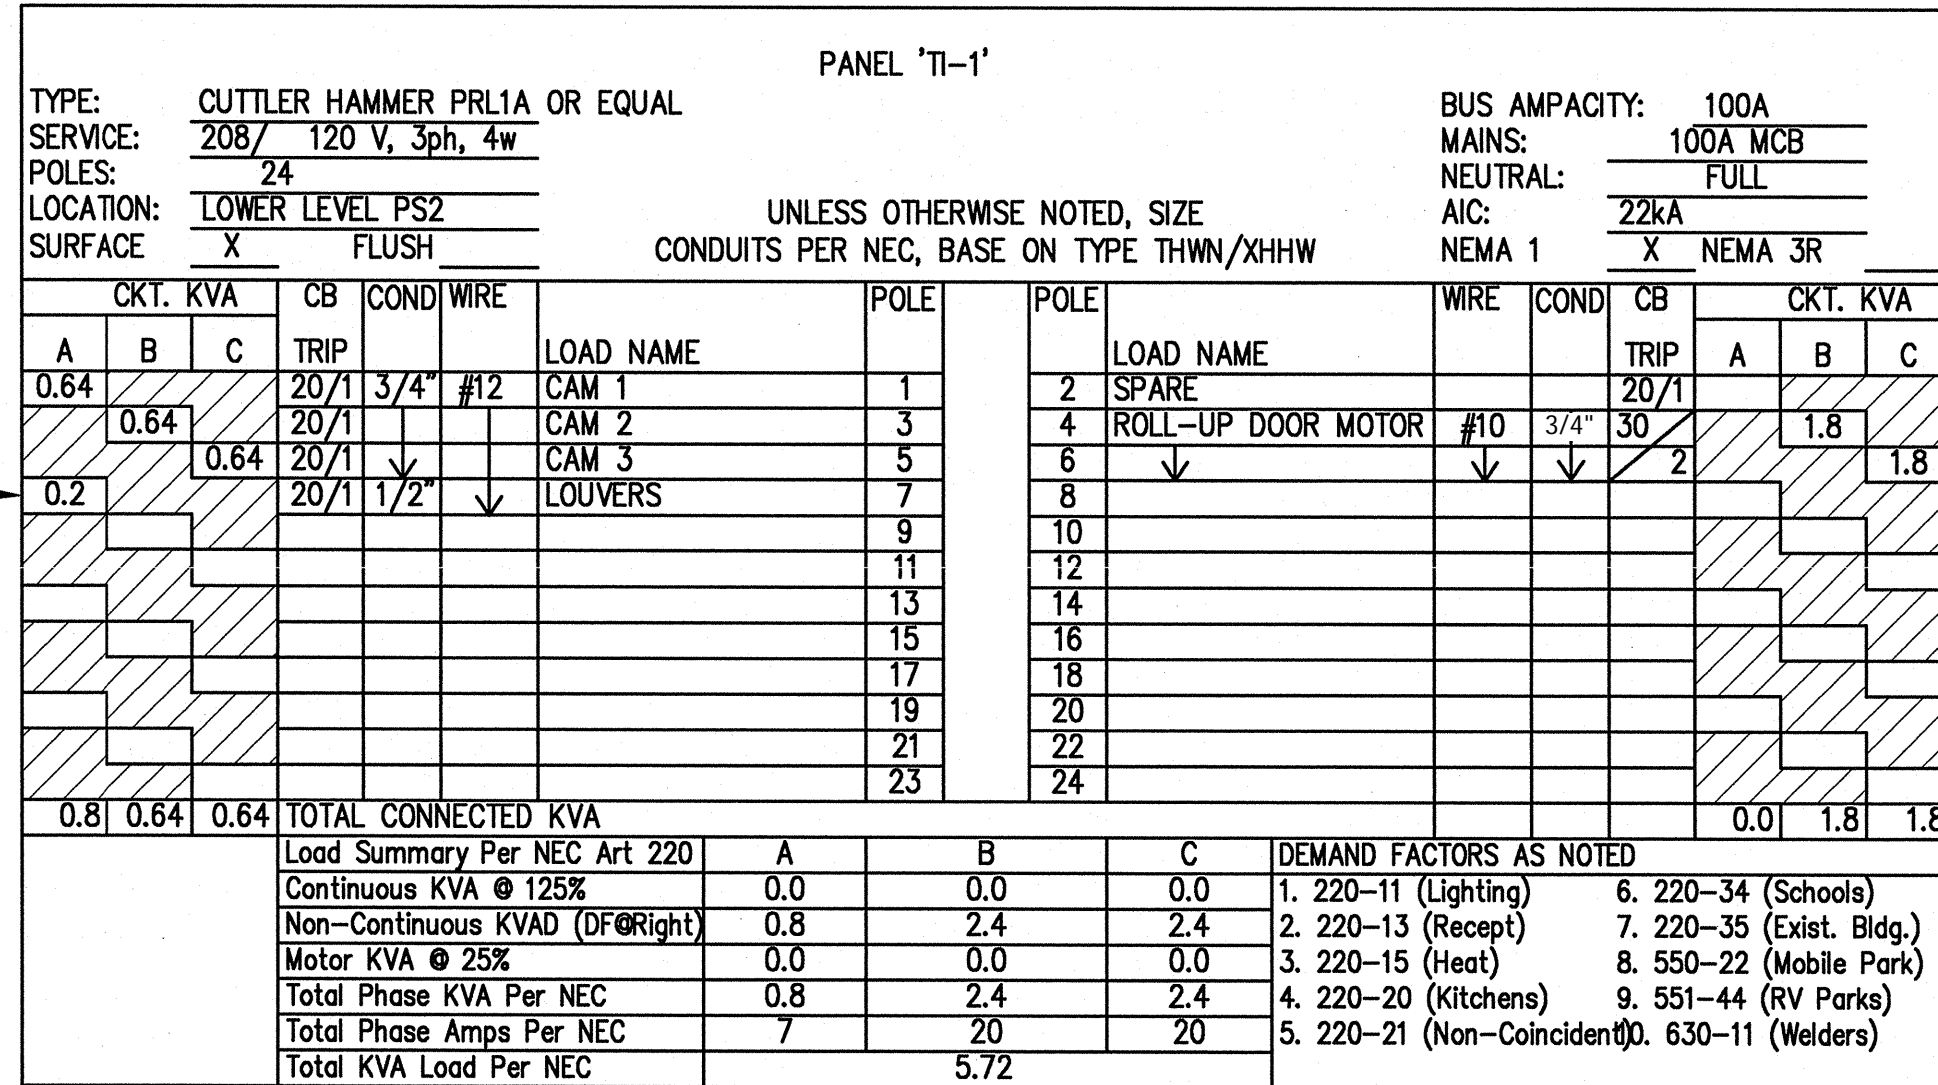 PANEL 'TI-1'
TYPE: CUTTLER HAMMER PRL1A OR EQUAL BUS AMPACITY: 100A
SERVICE: 208/ 120 V, 3ph, 4w MAINS: 100A MCB
POLES: 24 NEUTRAL: FULL
LOCATION: LOWER LEVEL PS2 UNLESS OTHERWISE NOTED, SIZE AIC: 22kA
SURFACE X FLUSH CONDUITS PER NEC, BASE ON TYPE THWN/XHHW NEMA 1 X NEMA 3R
CKT. KVA CB COND WIRE POLE POLE WIRE COND CB CKT. KVA
A B C TRIP LOAD NAME LOAD NAME TRIP A B C
0.64 20/1 3/4" #12 CAM 1 1 2 SPARE 20/1
0.64 20/1 CAM 2 3 4 ROLL-UP DOOR MOTOR #10 3/4" 30 1.8
0.64 20/1 CAM 3 5 6 / 2 1.8
0.2 20/1 1/2" LOUVERS 7 8
9 10
11 12
13 14
15 16
17 18
19 20
21 22
23 24
0.8 0.64 0.64 TOTAL CONNECTED KVA 0.0 1.8 1.8
Load Summary Per NEC Art 220 A B C DEMAND FACTORS AS NOTED
Continuous KVA @ 125% 0.0 0.0 0.0 1. 220-11 (Lighting) 6. 220-34 (Schools)
Non-Continuous KVAD (DF@Right) 0.8 2.4 2.4 2. 220-13 (Recept) 7. 220-35 (Exist. Bldg.)
Motor KVA @ 25% 0.0 0.0 0.0 3. 220-15 (Heat) 8. 550-22 (Mobile Park)
Total Phase KVA Per NEC 0.8 2.4 2.4 4. 220-20 (Kitchens) 9. 551-44 (RV Parks)
Total Phase Amps Per NEC 7 20 20 5. 220-21 (Non-Coincident) 10. 630-11 (Welders)
Total KVA Load Per NEC 5.72